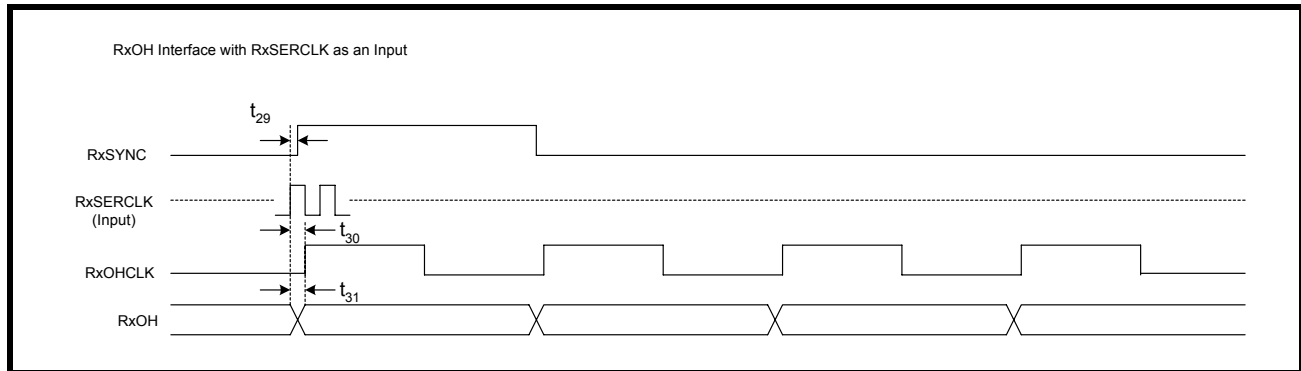 RxOH Interface with RxSERCLK as an Input
t29
RxSYNC
RxSERCLK
(Input)
t30
RxOHCLK
t31
RxOH